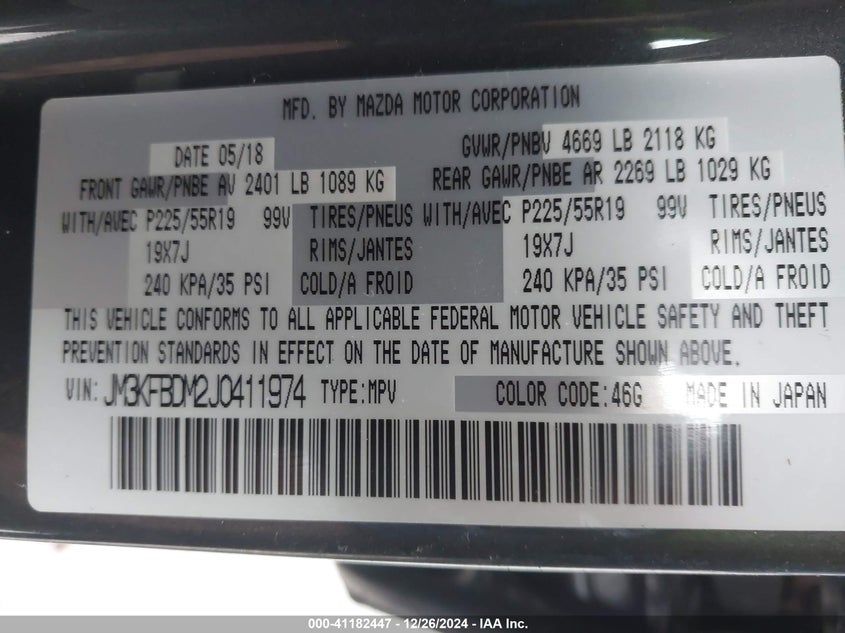 MFD. BY MAZDA MOTOR CORPORATION
DATE 05/18 GVWR/PNBV 4669 LB 2118 KG
FRONT GAWR/PNBE AV 2401 LB 1089 KG REAR GAWR/PNBE AR 2269 LB 1029 KG
WITH/AVEC P225/55R19 99V TIRES/PNEUS WITH/AVEC P225/55R19 99V TIRES/PNEUS
19X7J RIMS/JANTES 19X7J RIMS/JANTES
240 KPA/35 PSI COLD/A FROID 240 KPA/35 PSI COLD/A FROID
THIS VEHICLE CONFORMS TO ALL APPLICABLE FEDERAL MOTOR VEHICLE SAFETY AND THEFT
PREVENTION STANDARDS IN EFFECT ON THE DATE OF MANUFACTURE SHOWN ABOVE.
VIN: JM3KFBDM2J0411974 TYPE:MPV COLOR CODE:46G MADE IN JAPAN
000-41182447 - 12/26/2024 - IAA Inc.